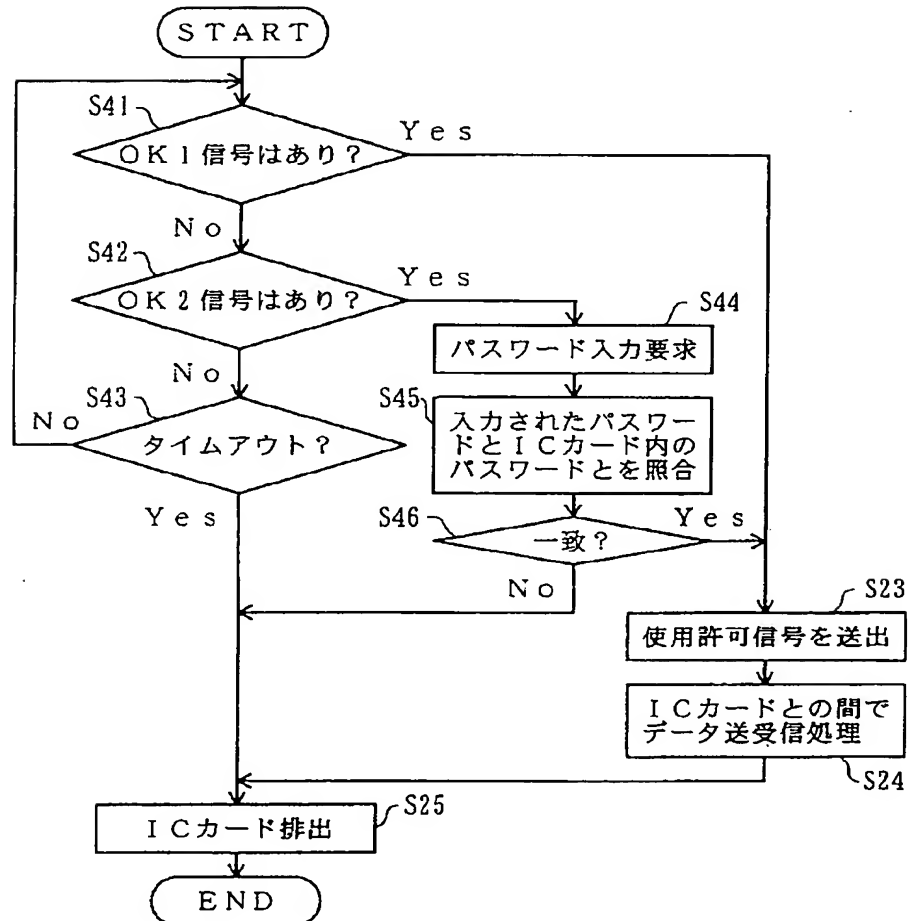 START
S41
OK1信号はあり?
Yes
No
S42
OK2信号はあり?
Yes
S44
パスワード入力要求
No
S43
No
タイムアウト?
S45
入力されたパスワー
ドとICカード内の
パスワードとを照合
Yes
S46
一致?
Yes
No
S23
使用許可信号を送出
ICカードとの間で
データ送受信処理
S24
S25
ICカード排出
END